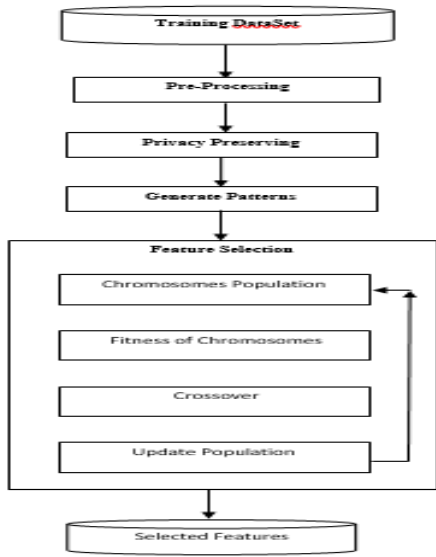 Training DataSet
Pre-Processing
Privacy Preserving
Generate Patterns
Feature Selection
Chromosomes Population
Fitness of Chromosomes
Crossover
Update Population
Selected Features